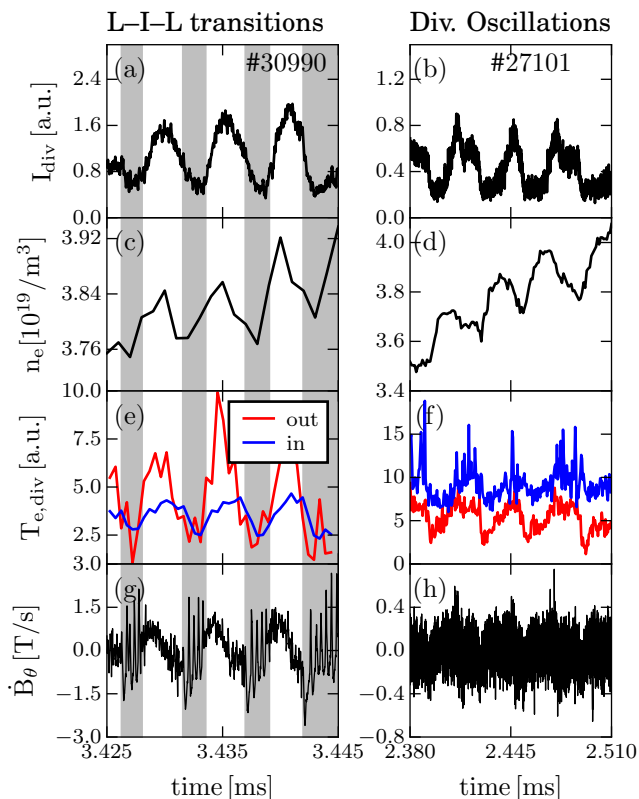 L–I–L transitions
Div. Oscillations
(a)
#30990
(b)
#27101
I_div [a.u.]
2.4
1.6
0.8
0.0
1.2
0.8
0.4
0.0
(c)
(d)
n_e[10^19/m^3]
3.92
3.84
3.76
4.0
3.8
3.6
3.4
(e)
(f)
out
in
T_e,div [a.u.]
10.0
7.5
5.0
2.5
3.0
15
10
5
0
(g)
(h)
Ḃ_θ [T/s]
1.5
0.0
−1.5
−3.0
0.4
0.0
−0.4
−0.8
3.425
3.435
3.445
2.380
2.445
2.510
time [ms]
time [ms]